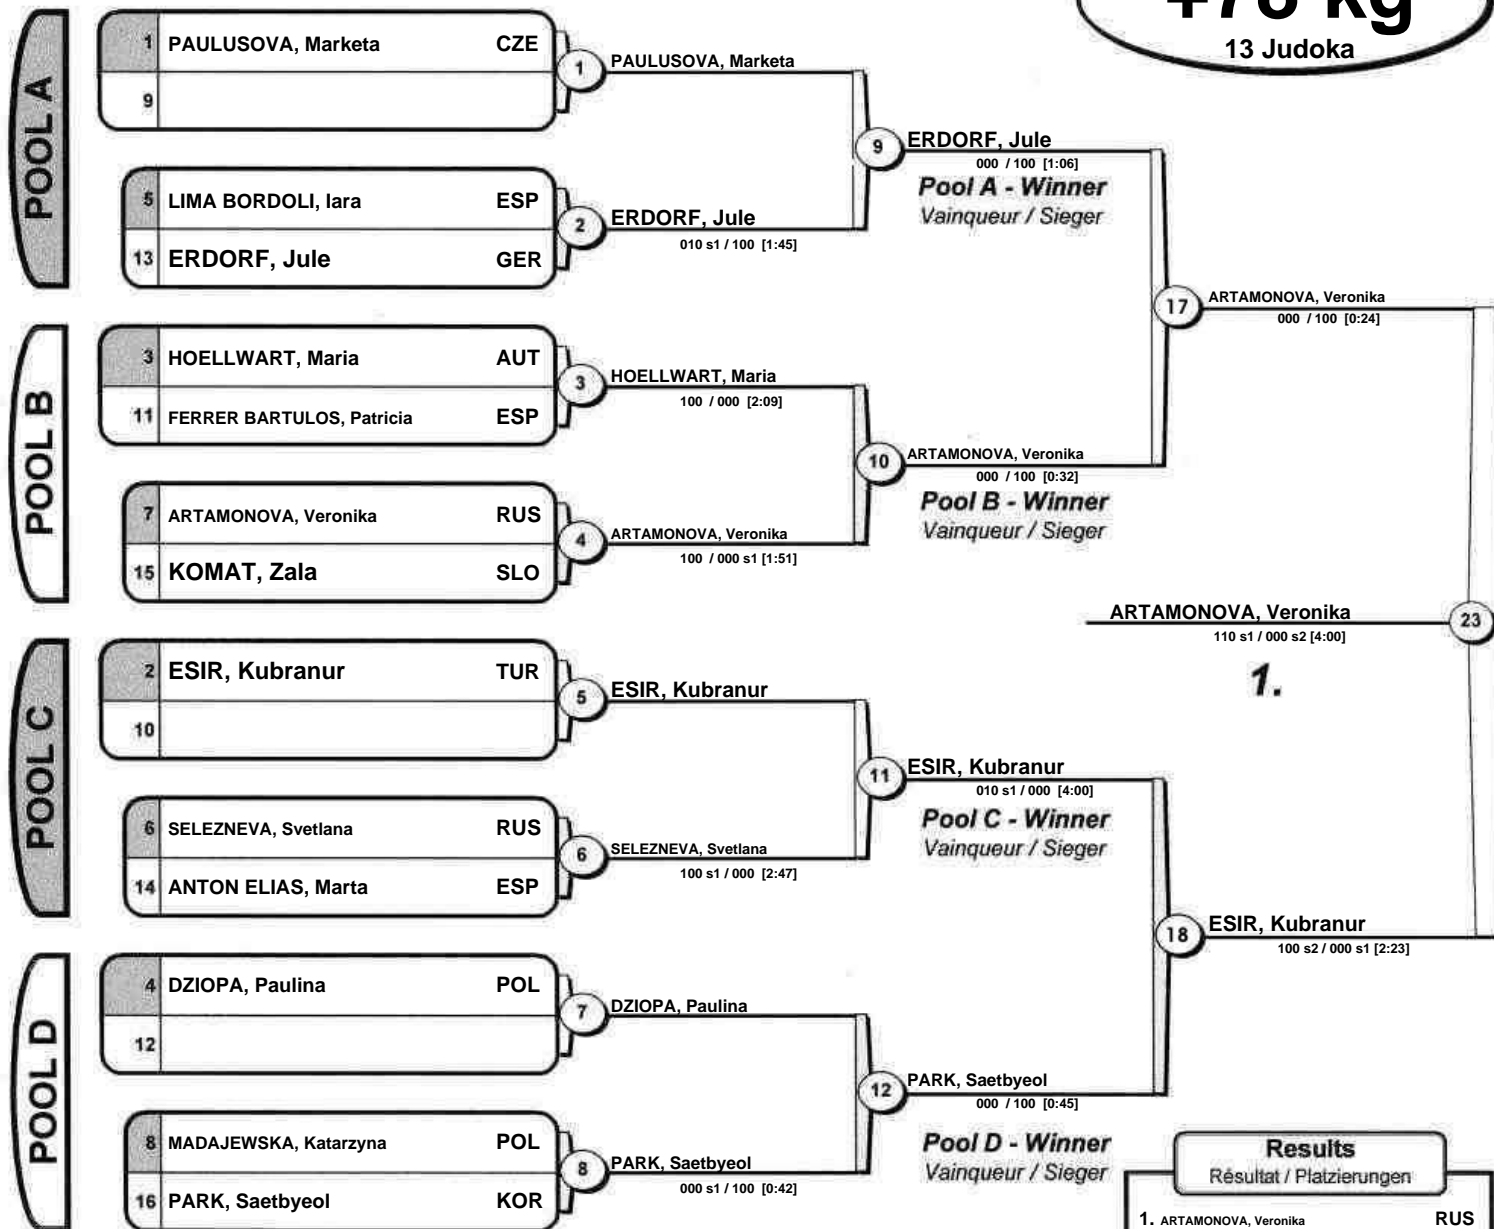 +78 kg
13 Judoka
POOL A
1 PAULUSOVA, Marketa CZE
9
1
PAULUSOVA, Marketa
5 LIMA BORDOLI, Iara ESP
13 ERDORF, Jule GER
2
ERDORF, Jule
010 s1 / 100 [1:45]
9
ERDORF, Jule
000 / 100 [1:06]
Pool A - Winner
Vainqueur / Sieger
POOL B
3 HOELLWART, Maria AUT
11 FERRER BARTULOS, Patricia ESP
3
HOELLWART, Maria
100 / 000 [2:09]
7 ARTAMONOVA, Veronika RUS
15 KOMAT, Zala SLO
4
ARTAMONOVA, Veronika
100 / 000 s1 [1:51]
10
ARTAMONOVA, Veronika
000 / 100 [0:32]
Pool B - Winner
Vainqueur / Sieger
17
ARTAMONOVA, Veronika
000 / 100 [0:24]
ARTAMONOVA, Veronika
110 s1 / 000 s2 [4:00]
23
1.
POOL C
2 ESIR, Kubranur TUR
10
5
ESIR, Kubranur
6 SELEZNEVA, Svetlana RUS
14 ANTON ELIAS, Marta ESP
6
SELEZNEVA, Svetlana
100 s1 / 000 [2:47]
11
ESIR, Kubranur
010 s1 / 000 [4:00]
Pool C - Winner
Vainqueur / Sieger
18
ESIR, Kubranur
100 s2 / 000 s1 [2:23]
POOL D
4 DZIOPA, Paulina POL
12
7
DZIOPA, Paulina
8 MADAJEWSKA, Katarzyna POL
16 PARK, Saetbyeol KOR
8
PARK, Saetbyeol
000 s1 / 100 [0:42]
12
PARK, Saetbyeol
000 / 100 [0:45]
Pool D - Winner
Vainqueur / Sieger
Results
Résultat / Platzierungen
1. ARTAMONOVA, Veronika RUS